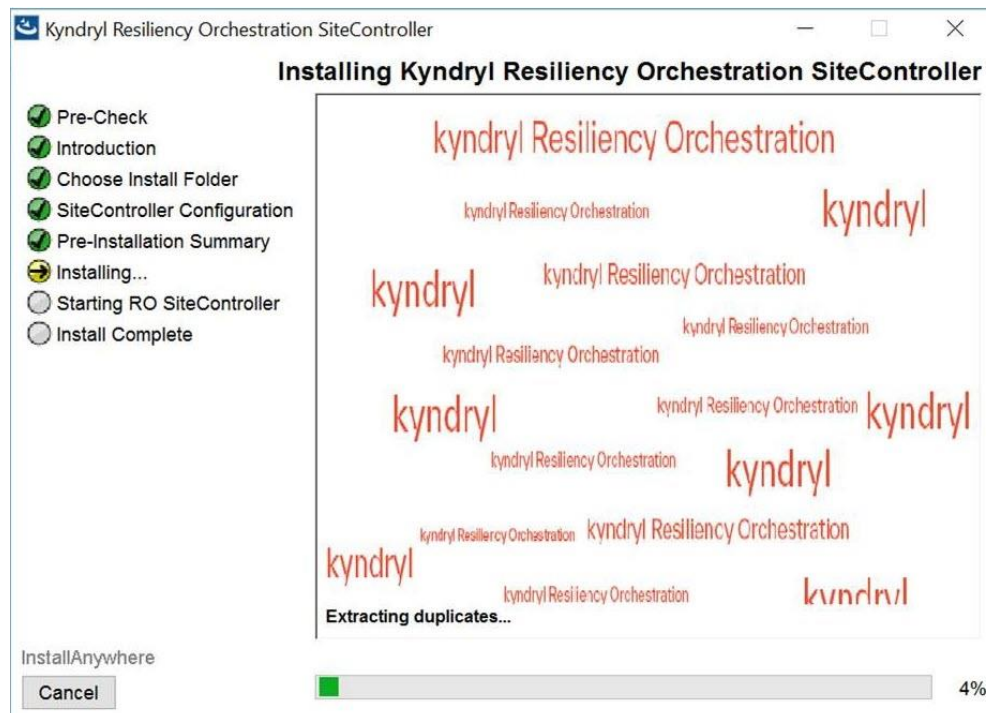 Kyndryl Resiliency Orchestration SiteController
Installing Kyndryl Resiliency Orchestration SiteController
Pre-Check
Introduction
Choose Install Folder
SiteController Configuration
Pre-Installation Summary
Installing...
Starting RO SiteController
Install Complete
kyndryl Resiliency Orchestration
kyndryl Resiliency Orchestration
kyndryl
kyndryl
kyndryl Resiliency Orchestration
kyndryl Resiliency Orchestration
kyndryl Resiliency Orchestration
kyndryl
kyndryl Resiliency Orchestration
kyndryl
kyndryl Resiliency Orchestration
kyndryl
kyndryl Resiliency Orchestration
kyndryl Resiliency Orchestration
kyndryl
kyndryl Resiliency Orchestration
kyndryl
Extracting duplicates...
InstallAnywhere
Cancel
4%